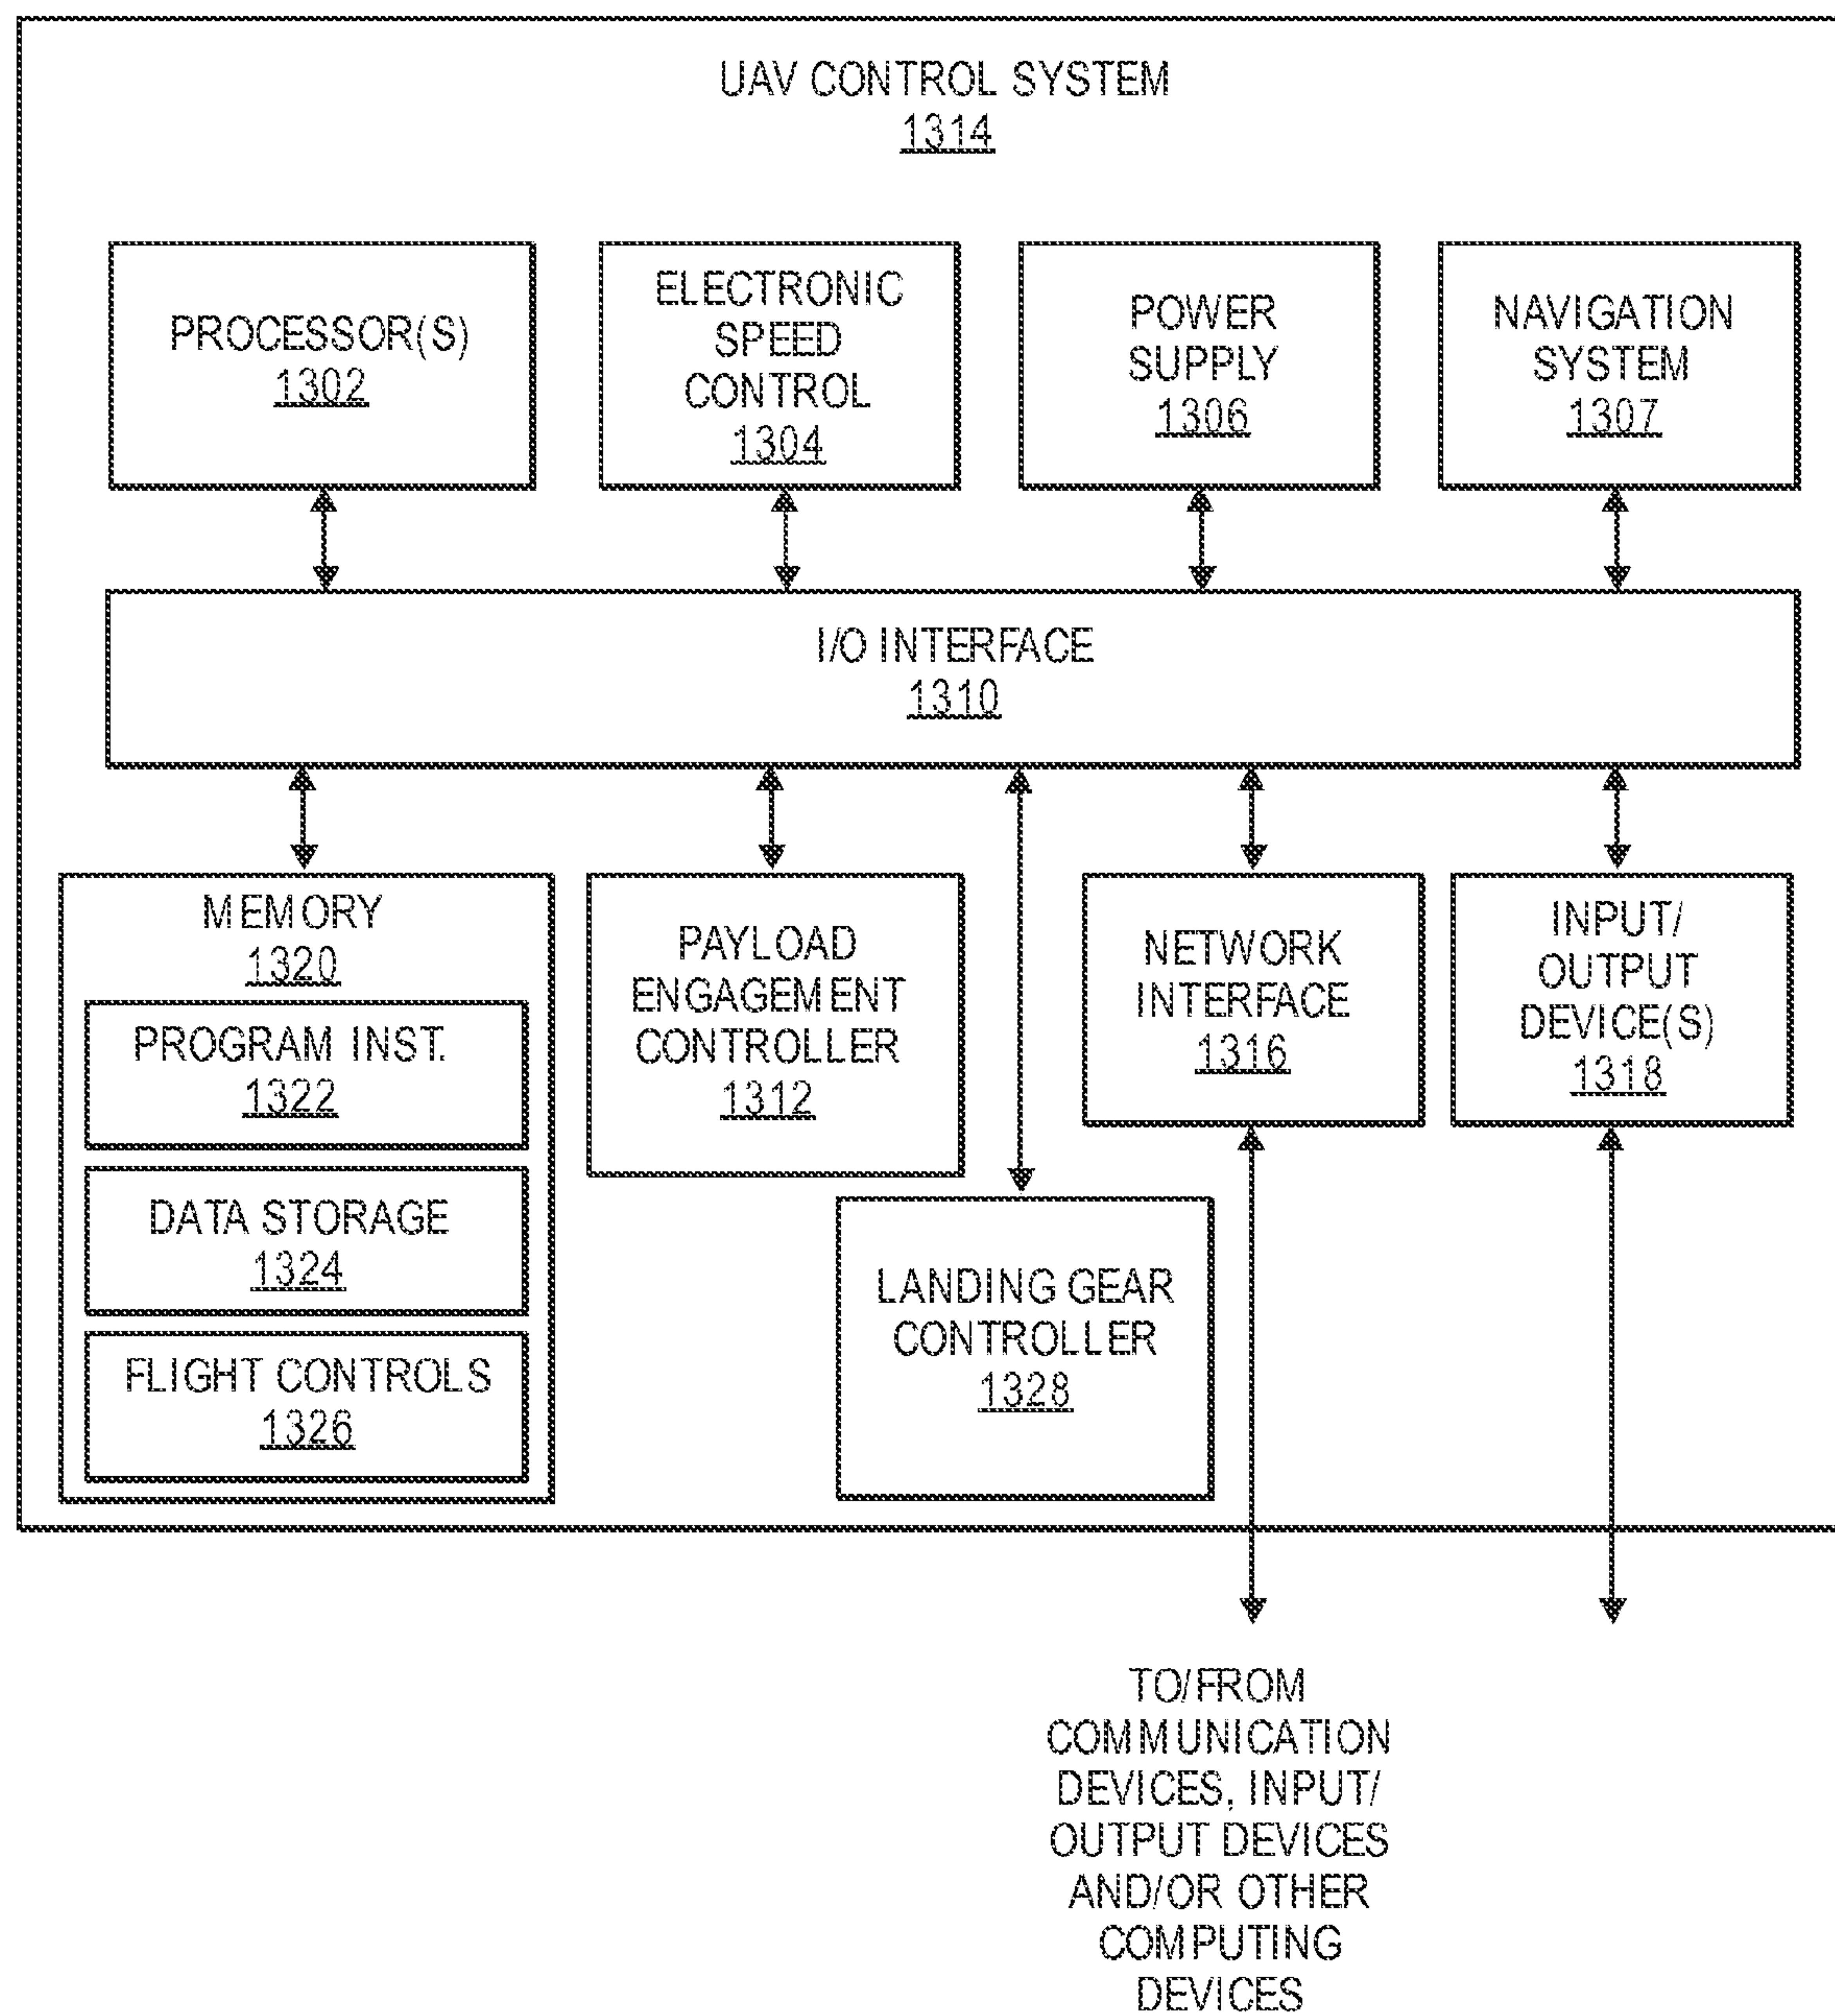 UAV CONTROL SYSTEM
1314
PROCESSOR(S)
1302
ELECTRONIC
SPEED
CONTROL
1304
POWER
SUPPLY
1306
NAVIGATION
SYSTEM
1307
I/O INTERFACE
1310
MEMORY
1320
PROGRAM INST.
1322
DATA STORAGE
1324
FLIGHT CONTROLS
1326
PAYLOAD
ENGAGEMENT
CONTROLLER
1312
LANDING GEAR
CONTROLLER
1328
NETWORK
INTERFACE
1316
INPUT/
OUTPUT
DEVICE(S)
1318
TO/FROM
COMMUNICATION
DEVICES, INPUT/
OUTPUT DEVICES
AND/OR OTHER
COMPUTING
DEVICES